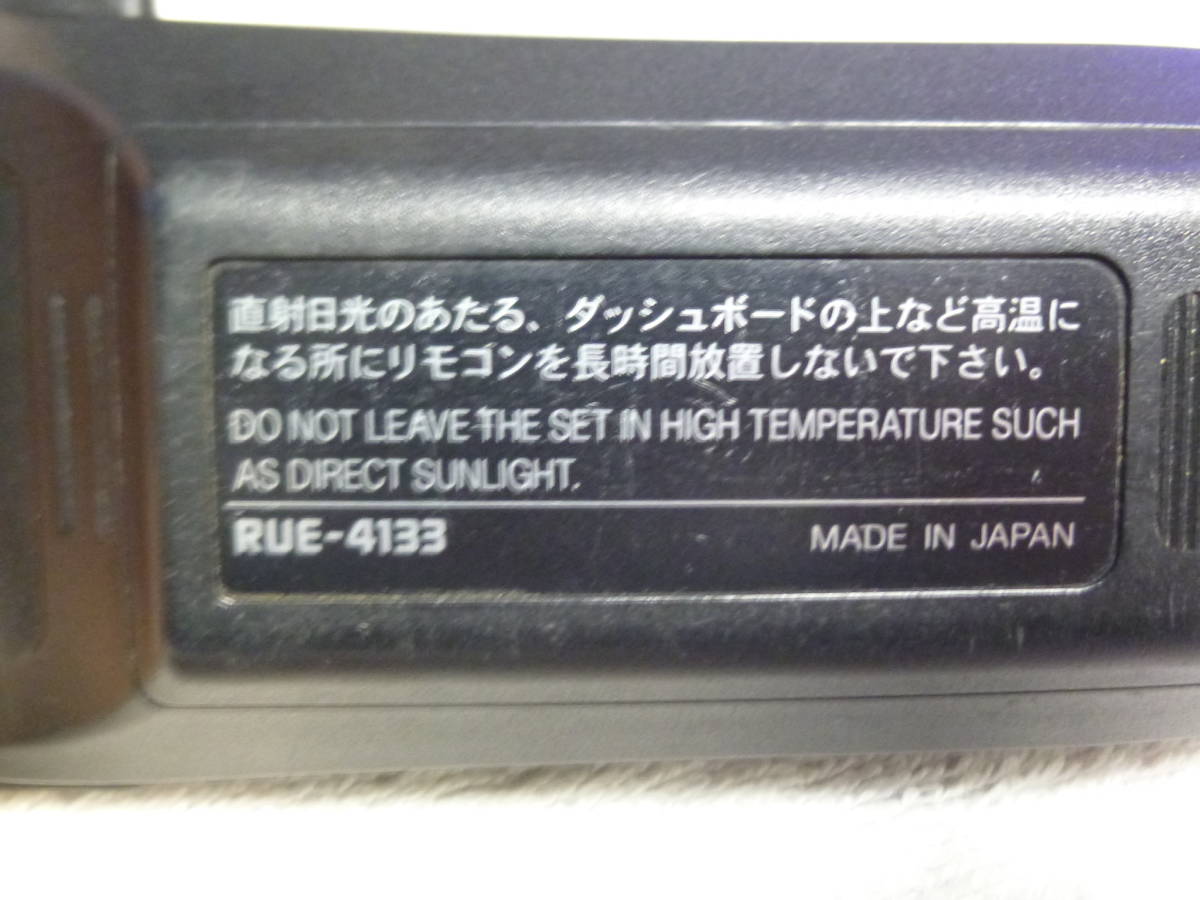 直射日光のあたる、ダッシュボードの上など高温に
なる所にリモコンを長時間放置しないで下さい。
DO NOT LEAVE THE SET IN HIGH TEMPERATURE SUCH
AS DIRECT SUNLIGHT.
RUE-4133
MADE IN JAPAN